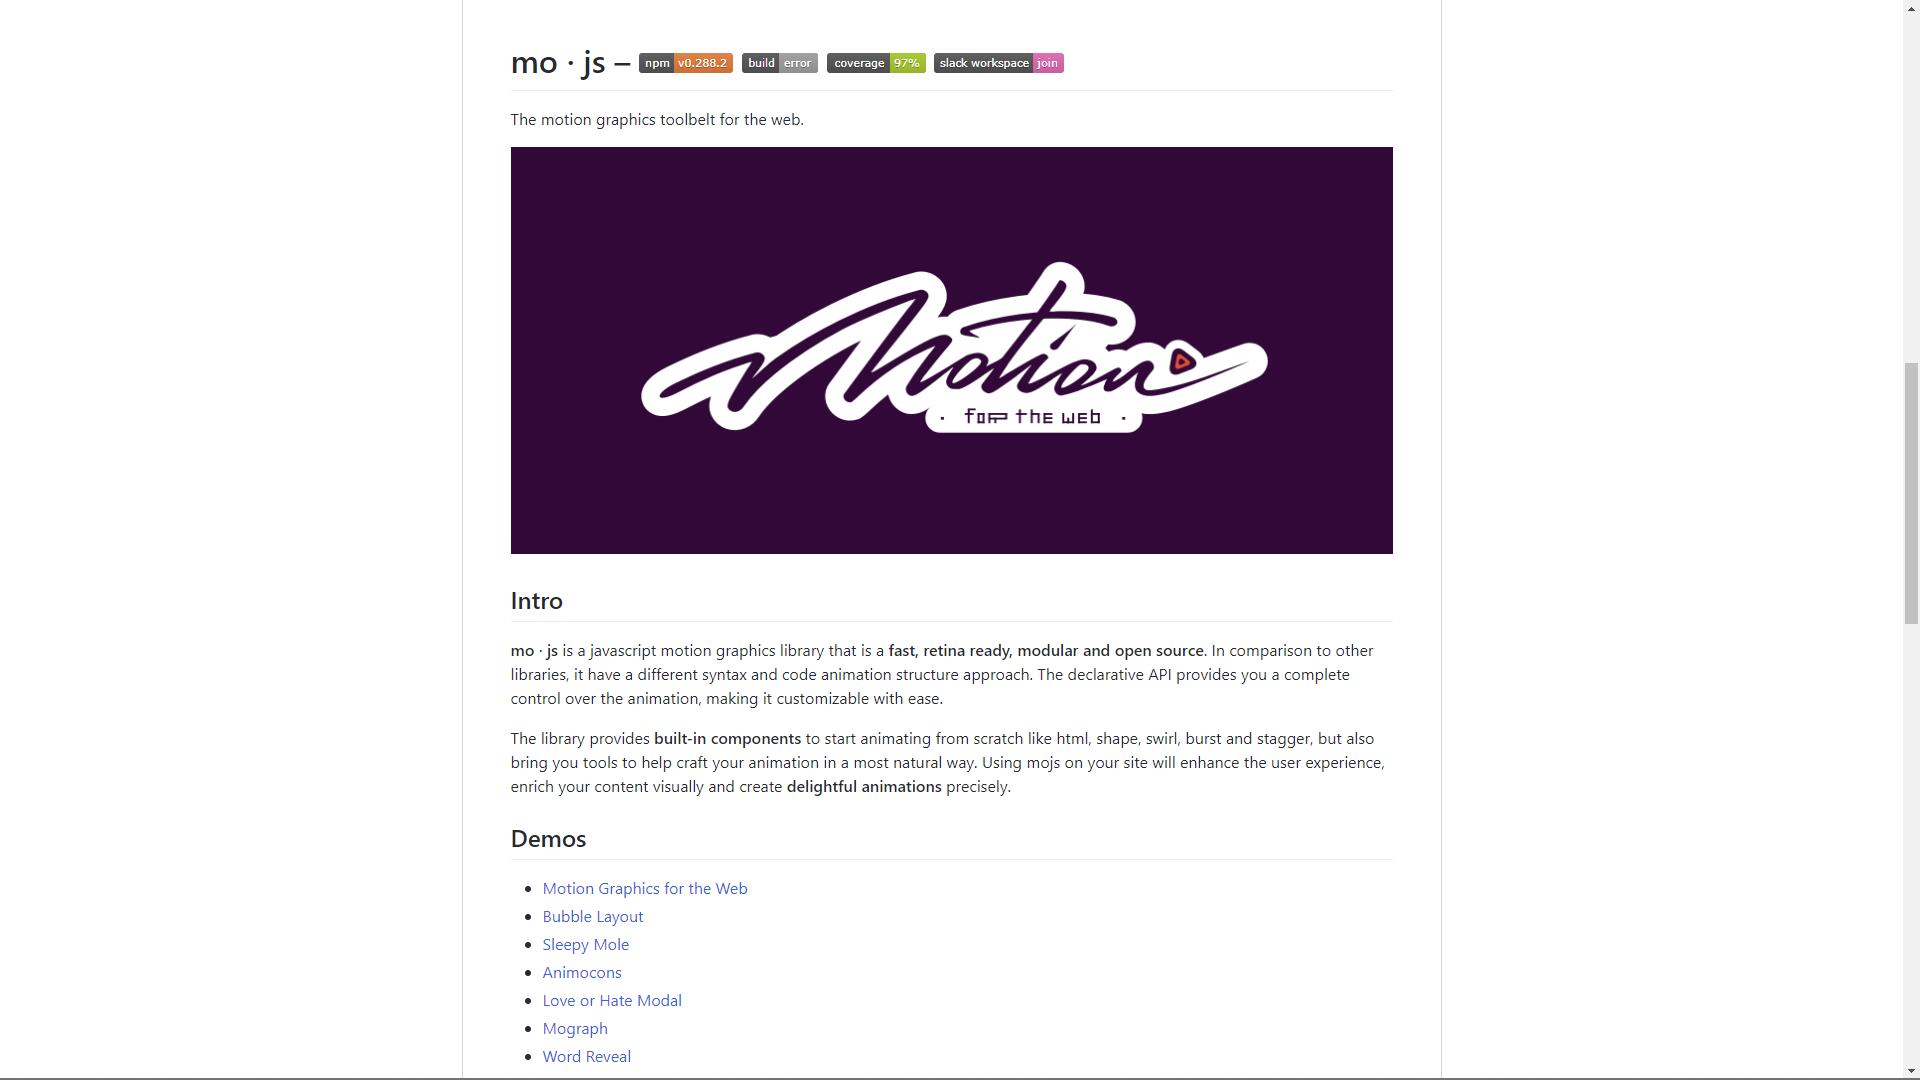 mo · js – npm v0.288.2 build error coverage 97% slack workspace join
The motion graphics toolbelt for the web.
Motion
· for the web ·
Intro
mo · js is a javascript motion graphics library that is a fast, retina ready, modular and open source. In comparison to other
libraries, it have a different syntax and code animation structure approach. The declarative API provides you a complete
control over the animation, making it customizable with ease.
The library provides built-in components to start animating from scratch like html, shape, swirl, burst and stagger, but also
bring you tools to help craft your animation in a most natural way. Using mojs on your site will enhance the user experience,
enrich your content visually and create delightful animations precisely.
Demos
• Motion Graphics for the Web
• Bubble Layout
• Sleepy Mole
• Animocons
• Love or Hate Modal
• Mograph
• Word Reveal